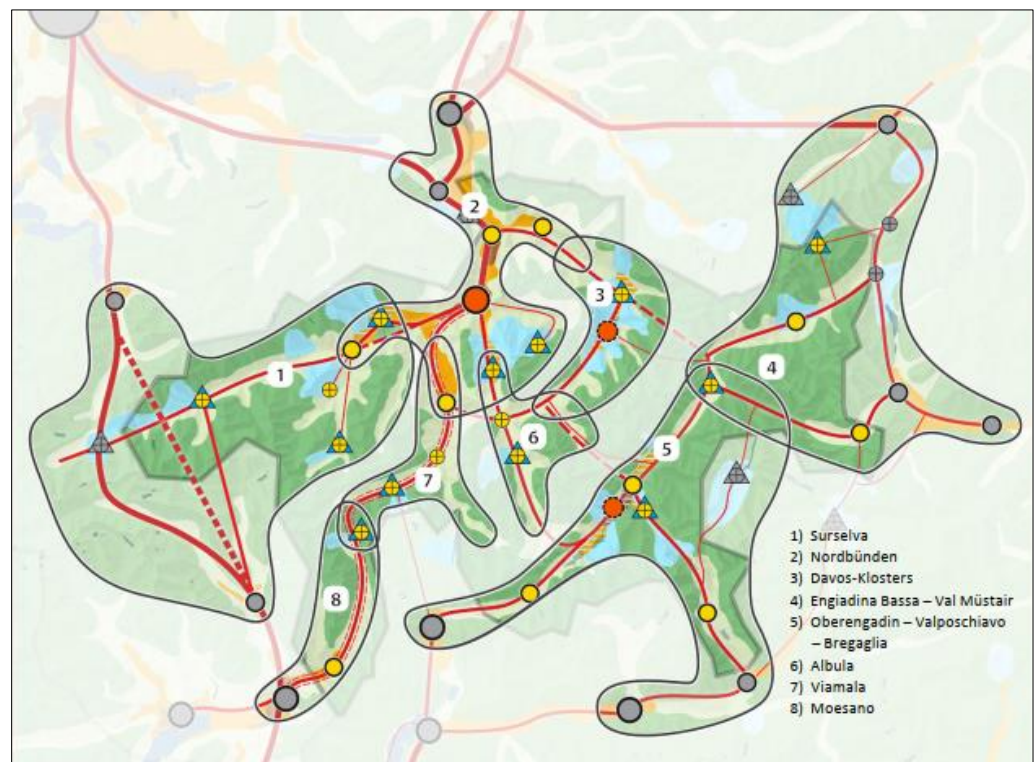 2
3
1
4
5
6
7
8
1) Surselva
2) Nordbünden
3) Davos-Klosters
4) Engiadina Bassa – Val Müstair
5) Oberengadin – Valposchiavo
– Bregaglia
6) Albula
7) Viamala
8) Moesano